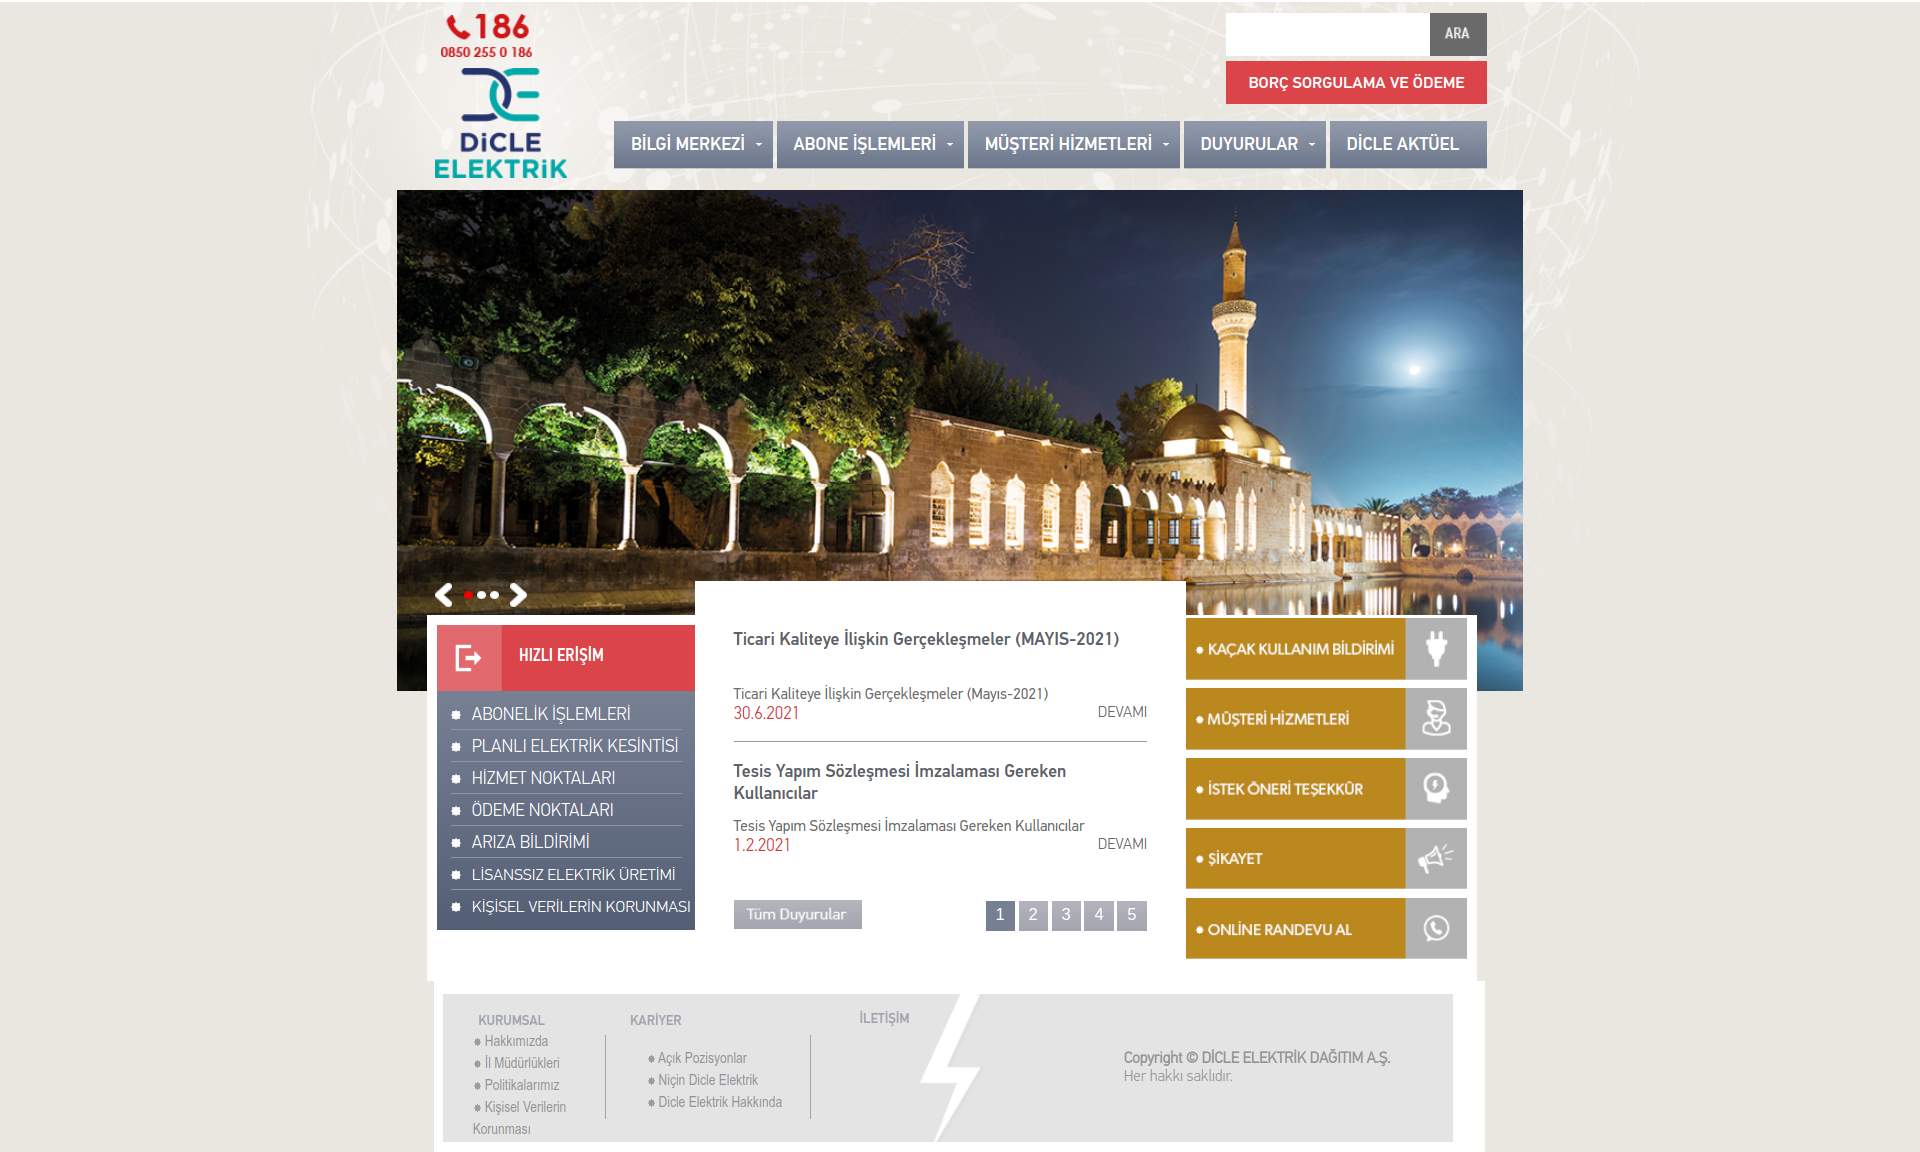 186
0850 255 0 186
DiCLE
ELEKTRiK
ARA
BORÇ SORGULAMA VE ÖDEME
BİLGİ MERKEZİ
ABONE İŞLEMLERİ
MÜŞTERİ HİZMETLERİ
DUYURULAR
DİCLE AKTÜEL
HIZLI ERİŞİM
ABONELİK İŞLEMLERİ
PLANLI ELEKTRİK KESİNTİSİ
HİZMET NOKTALARI
ÖDEME NOKTALARI
ARIZA BİLDİRİMİ
LİSANSSIZ ELEKTRİK ÜRETİMİ
KİŞİSEL VERİLERİN KORUNMASI
Ticari Kaliteye İlişkin Gerçekleşmeler (MAYIS-2021)
Ticari Kaliteye İlişkin Gerçekleşmeler (Mayıs-2021)
30.6.2021
DEVAMI
Tesis Yapım Sözleşmesi İmzalaması Gereken
Kullanıcılar
Tesis Yapım Sözleşmesi İmzalaması Gereken Kullanıcılar
1.2.2021
DEVAMI
Tüm Duyurular
1 2 3 4 5
KAÇAK KULLANIM BİLDİRİMİ
MÜŞTERİ HİZMETLERİ
İSTEK ÖNERİ TEŞEKKÜR
ŞİKAYET
ONLİNE RANDEVU AL
KURUMSAL
Hakkımızda
İl Müdürlükleri
Politikalarımız
Kişisel Verilerin
Korunması
KARİYER
Açık Pozisyonlar
Niçin Dicle Elektrik
Dicle Elektrik Hakkında
İLETİŞİM
Copyright © DİCLE ELEKTRİK DAĞITIM A.Ş.
Her hakkı saklıdır.